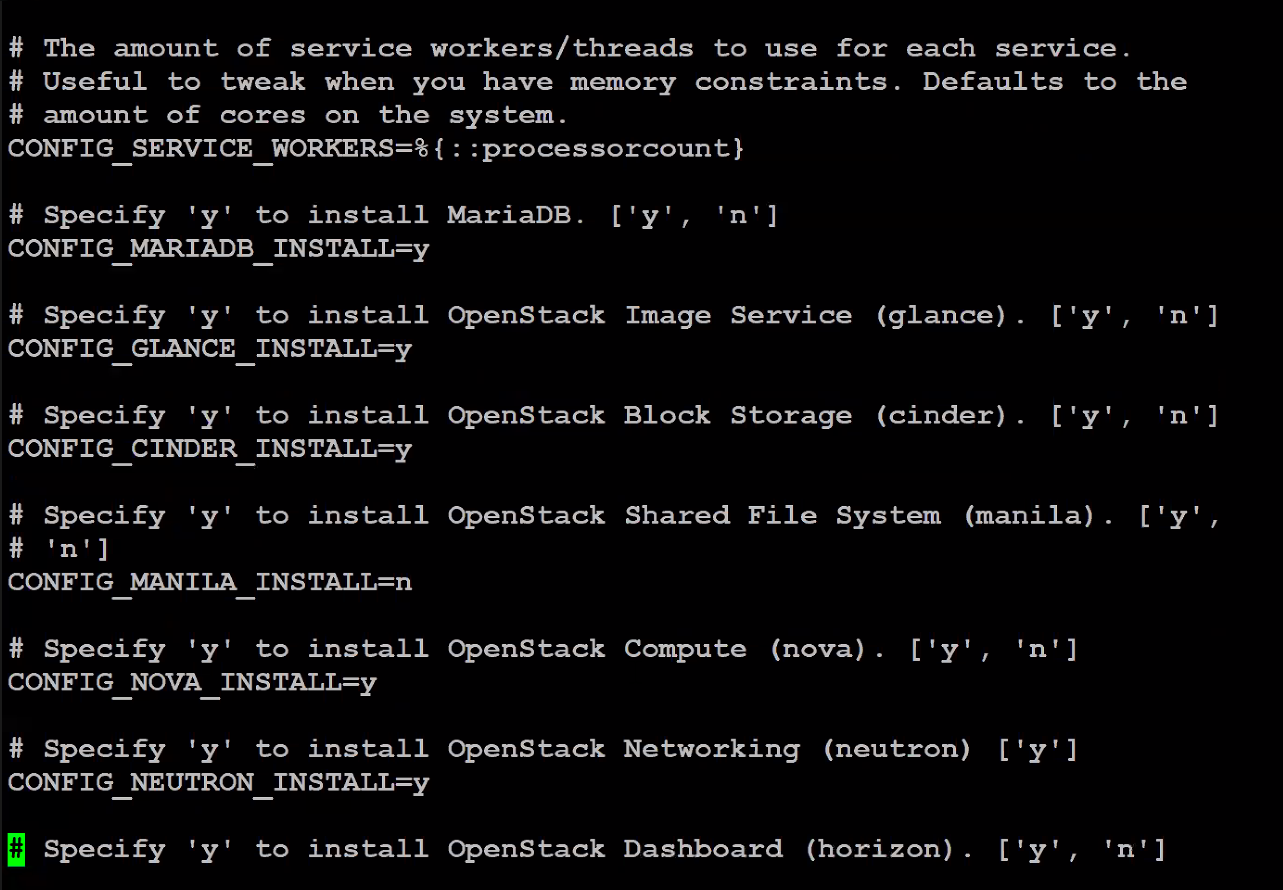 # The amount of service workers/threads to use for each service.
# Useful to tweak when you have memory constraints. Defaults to the
# amount of cores on the system.
CONFIG_SERVICE_WORKERS=%{::processorcount}
# Specify 'y' to install MariaDB. ['y', 'n']
CONFIG_MARIADB_INSTALL=y
# Specify 'y' to install OpenStack Image Service (glance). ['y', 'n']
CONFIG_GLANCE_INSTALL=y
# Specify 'y' to install OpenStack Block Storage (cinder). ['y', 'n']
CONFIG_CINDER_INSTALL=y
# Specify 'y' to install OpenStack Shared File System (manila). ['y',
# 'n']
CONFIG_MANILA_INSTALL=n
# Specify 'y' to install OpenStack Compute (nova). ['y', 'n']
CONFIG_NOVA_INSTALL=y
# Specify 'y' to install OpenStack Networking (neutron) ['y']
CONFIG_NEUTRON_INSTALL=y
# Specify 'y' to install OpenStack Dashboard (horizon). ['y', 'n']